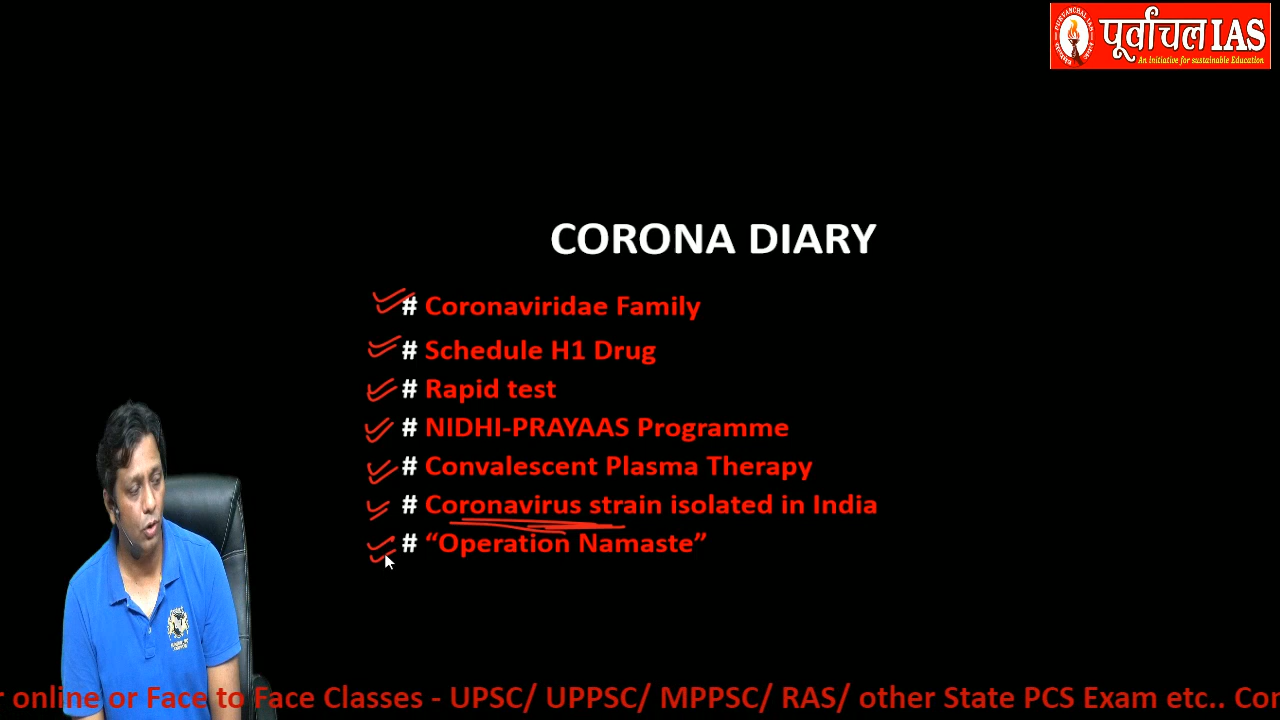 पूर्वांचल IAS
An initiative for sustainable Education
CORONA DIARY
# Coronaviridae Family
# Schedule H1 Drug
# Rapid test
# NIDHI-PRAYAAS Programme
# Convalescent Plasma Therapy
# Coronavirus strain isolated in India
# “Operation Namaste”
r online or Face to Face Classes - UPSC/ UPPSC/ MPPSC/ RAS/ other State PCS Exam etc.. Con